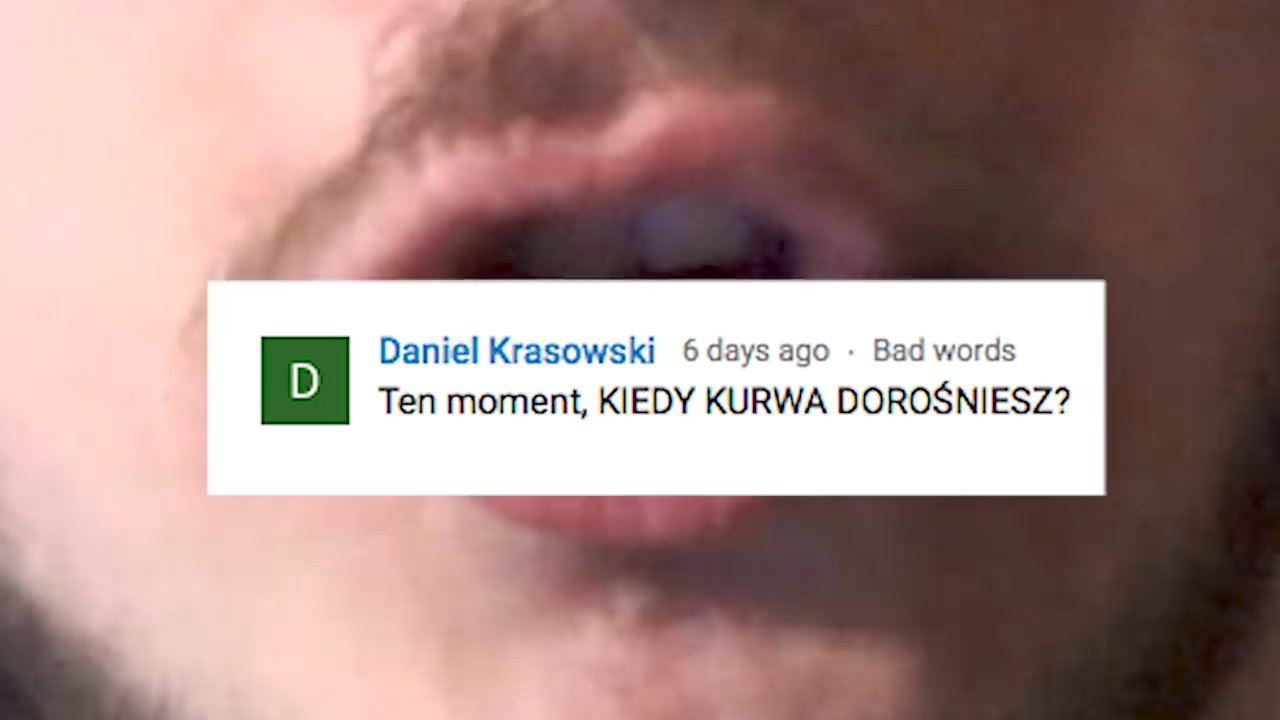 D
Daniel Krasowski 6 days ago · Bad words
Ten moment, KIEDY KURWA DOROŚNIESZ?